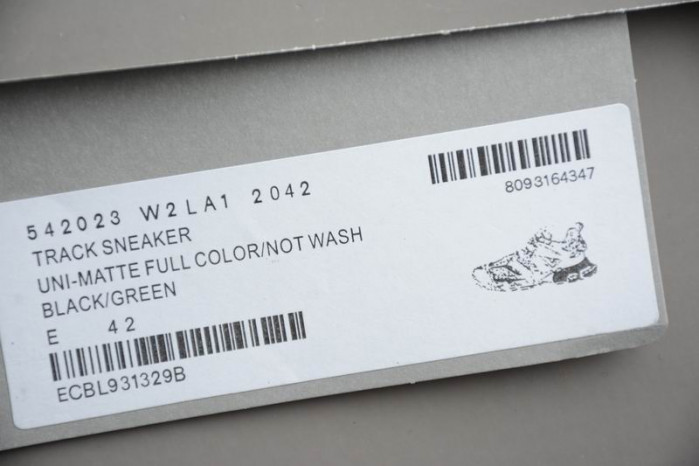 542023 W2LA1 2042
TRACK SNEAKER
UNI-MATTE FULL COLOR/NOT WASH
BLACK/GREEN
E 42
ECBL931329B
8093164347